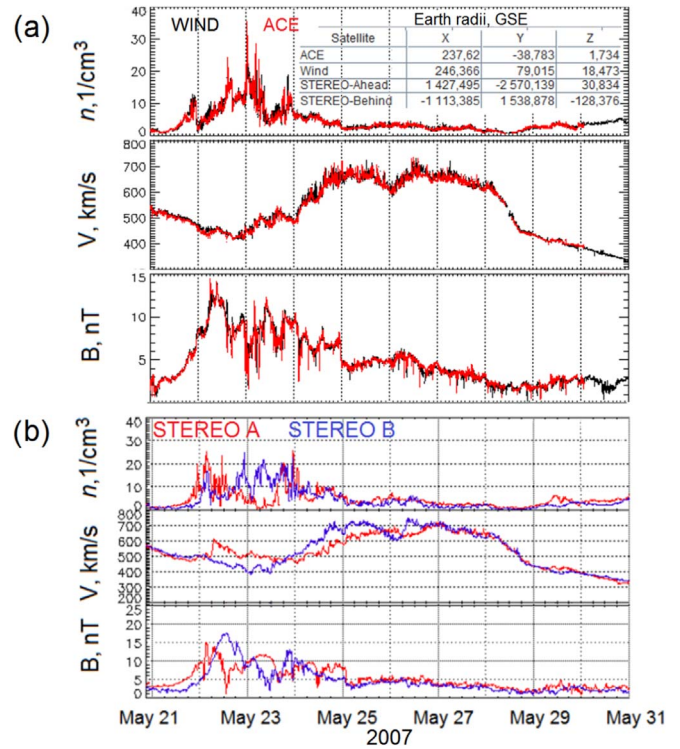 (a)
WIND ACE
Earth radii, GSE
Satellite X Y Z
ACE 237,62 -38,783 1,734
Wind 246,366 79,015 18,473
STEREO-Ahead 1 427,495 -2 570,139 30,834
STEREO-Behind -1 113,385 1 538,878 -128,376
40
30
20
10
0
n,1/cm3
800
700
600
500
400
V, km/s
15
10
5
B, nT
(b)
STEREO A STEREO B
40
30
20
10
0
n,1/cm3
800
700
600
500
400
300
200
V, km/s
25
20
15
10
5
0
B, nT
May 21 May 23 May 25 May 27 May 29 May 31
2007